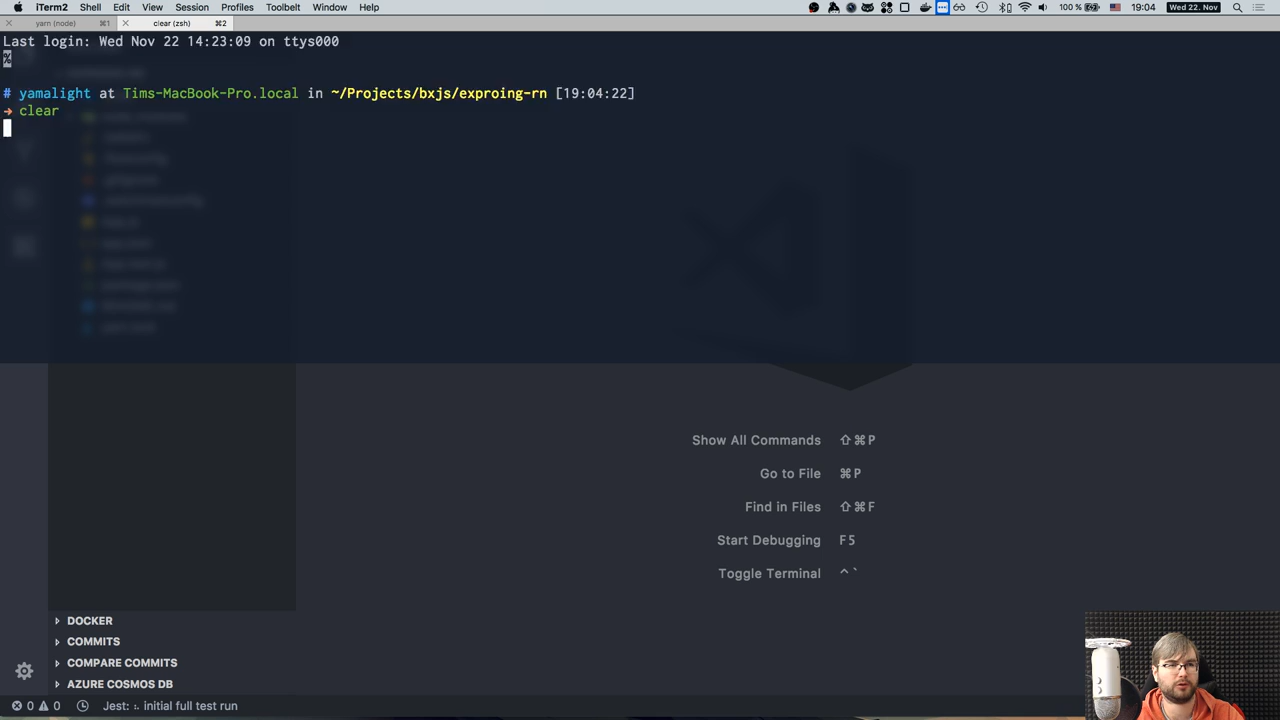 iTerm2 Shell Edit View Session Profiles Toolbelt Window Help 100 % 19:04 Wed 22. Nov
yarn (node) ⌘1 clear (zsh) ⌘2
Last login: Wed Nov 22 14:23:09 on ttys000
%
# yamalight at Tims-MacBook-Pro.local in ~/Projects/bxjs/exproing-rn [19:04:22]
➜ clear
Show All Commands ⇧⌘P
Go to File ⌘P
Find in Files ⇧⌘F
Start Debugging F5
Toggle Terminal ^`
DOCKER
COMMITS
COMPARE COMMITS
AZURE COSMOS DB
0 0 Jest: :. initial full test run